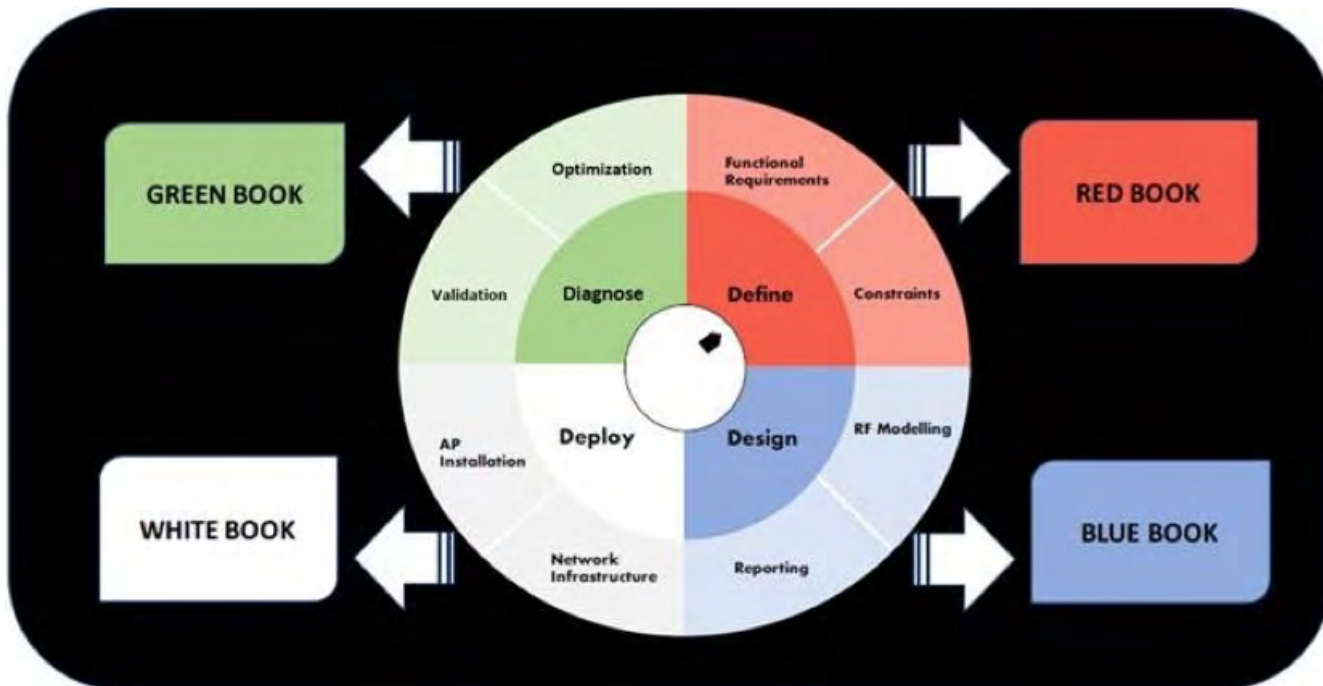 GREEN BOOK
RED BOOK
WHITE BOOK
BLUE BOOK
Optimization
Validation
Diagnose
Functional
Requirements
Constraints
Define
AP
Installation
Network
Infrastructure
Deploy
RF Modelling
Reporting
Design